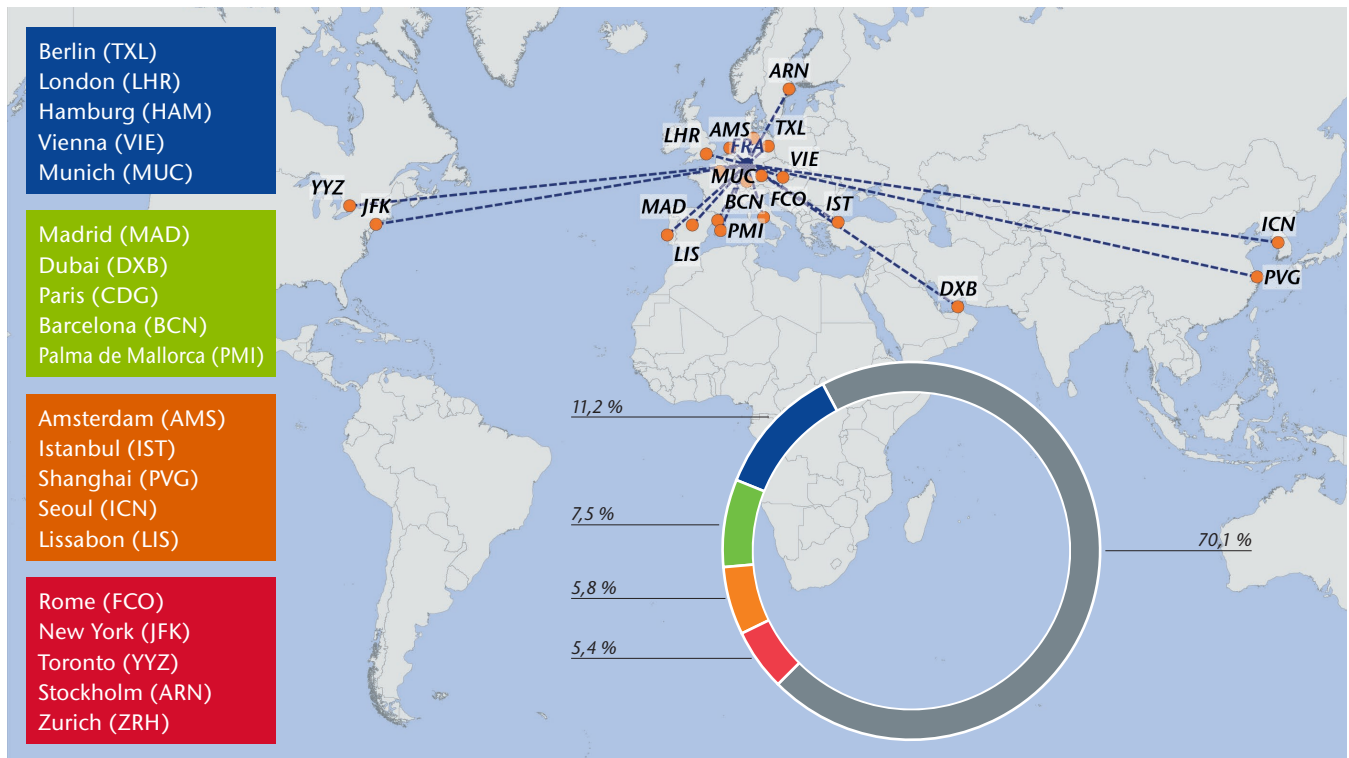 Berlin (TXL)
London (LHR)
Hamburg (HAM)
Vienna (VIE)
Munich (MUC)
Madrid (MAD)
Dubai (DXB)
Paris (CDG)
Barcelona (BCN)
Palma de Mallorca (PMI)
Amsterdam (AMS)
Istanbul (IST)
Shanghai (PVG)
Seoul (ICN)
Lissabon (LIS)
Rome (FCO)
New York (JFK)
Toronto (YYZ)
Stockholm (ARN)
Zurich (ZRH)
ARN
LHR
AMS
TXL
FRA
VIE
MUC
YYZ
JFK
MAD
BCN
FCO
IST
PMI
LIS
ICN
PVG
DXB
11,2 %
7,5 %
5,8 %
5,4 %
70,1 %